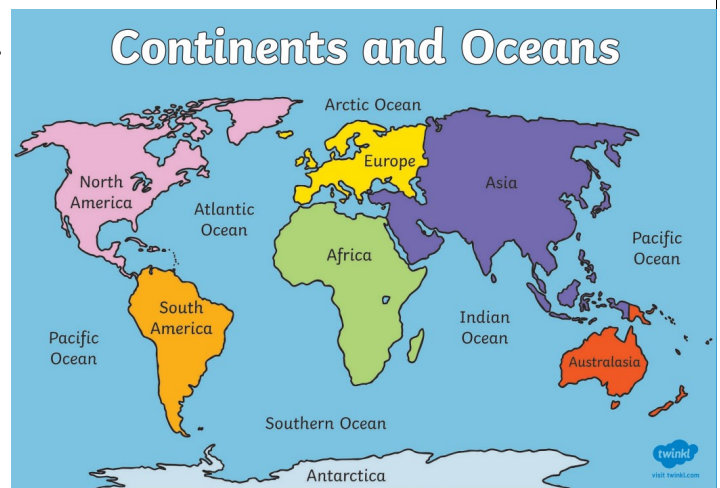 Continents and Oceans
Arctic Ocean
Europe
Asia
North
America
Atlantic
Ocean
Africa
Pacific
Ocean
South
America
Indian
Ocean
Pacific
Ocean
Australasia
Southern Ocean
Antarctica
twinkl
visit twinkl.com